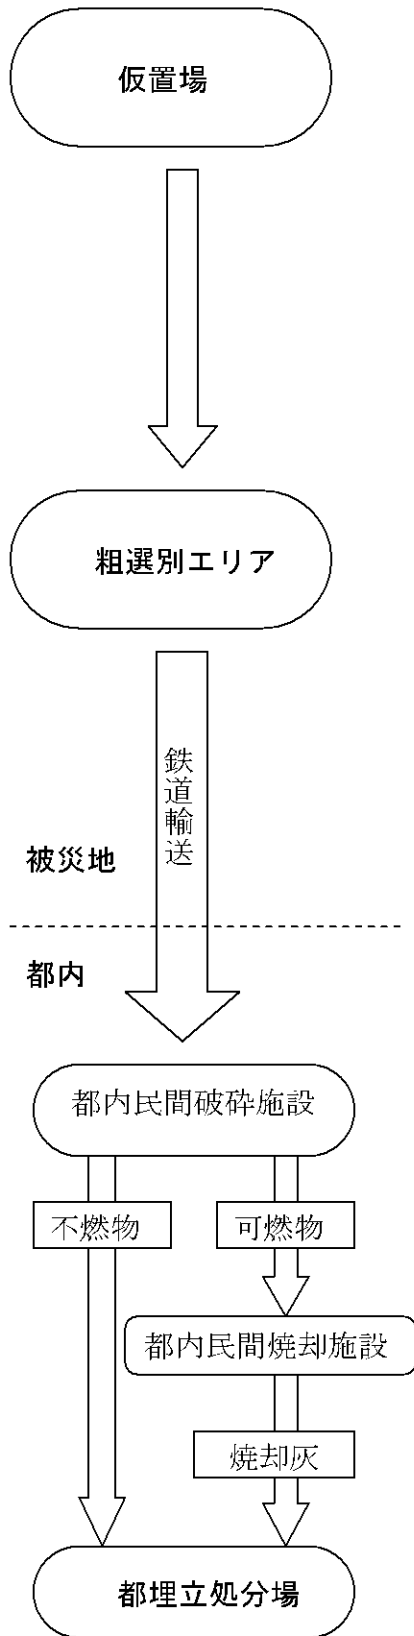 仮置場
粗選別エリア
鉄道輸送
被災地
都内
都内民間破砕施設
不燃物
可燃物
都内民間焼却施設
焼却灰
都埋立処分場